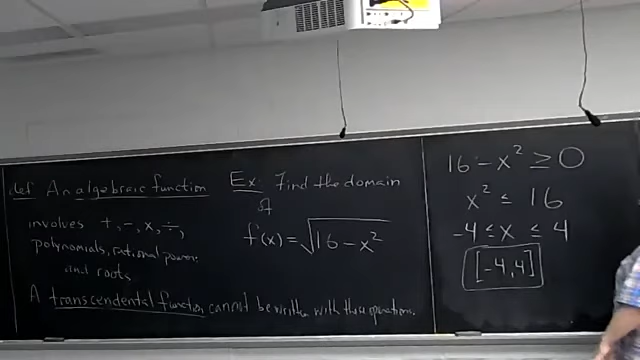 def An algebraic function
involves +, -, x, ÷,
polynomials, rational powers
and roots
A transcendental function cannot be written with these operations.
Ex: Find the domain
of
f(x) = √16 - x²
16 - x² ≥ 0
x² ≤ 16
-4 ≤ x ≤ 4
[-4,4]